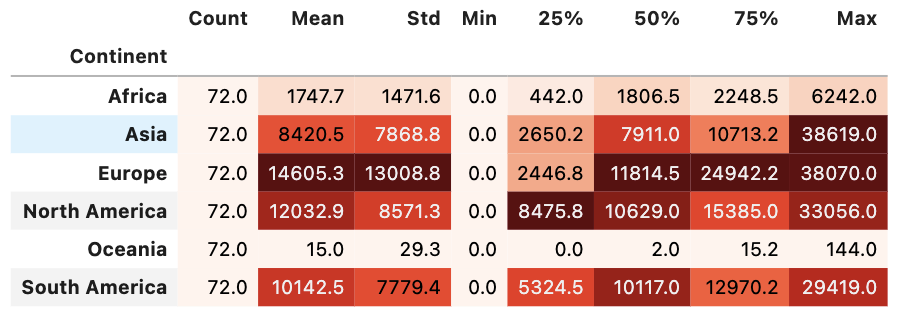 Count Mean Std Min 25% 50% 75% Max
Continent
Africa 72.0 1747.7 1471.6 0.0 442.0 1806.5 2248.5 6242.0
Asia 72.0 8420.5 7868.8 0.0 2650.2 7911.0 10713.2 38619.0
Europe 72.0 14605.3 13008.8 0.0 2446.8 11814.5 24942.2 38070.0
North America 72.0 12032.9 8571.3 0.0 8475.8 10629.0 15385.0 33056.0
Oceania 72.0 15.0 29.3 0.0 0.0 2.0 15.2 144.0
South America 72.0 10142.5 7779.4 0.0 5324.5 10117.0 12970.2 29419.0